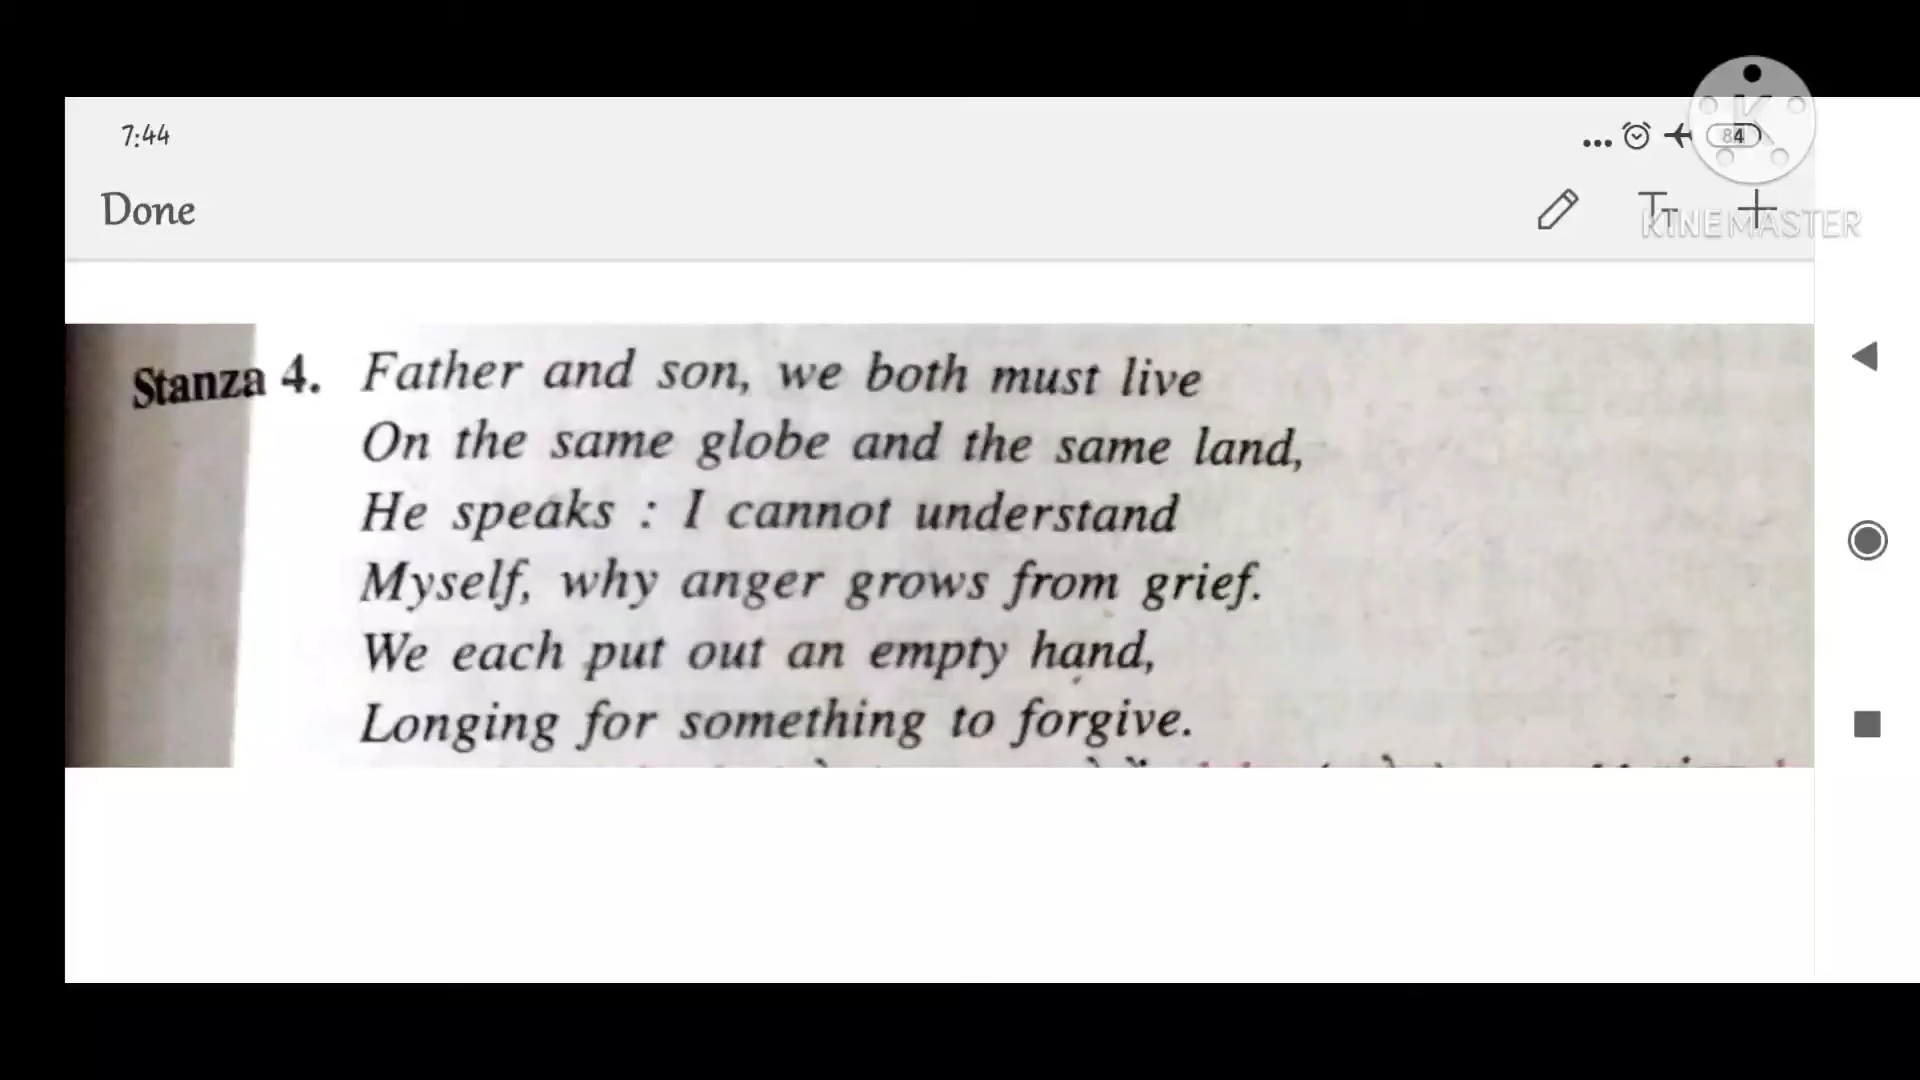 7:44
84
Done
Tт
KINEMASTER
Stanza 4. Father and son, we both must live
On the same globe and the same land,
He speaks : I cannot understand
Myself, why anger grows from grief.
We each put out an empty hand,
Longing for something to forgive.